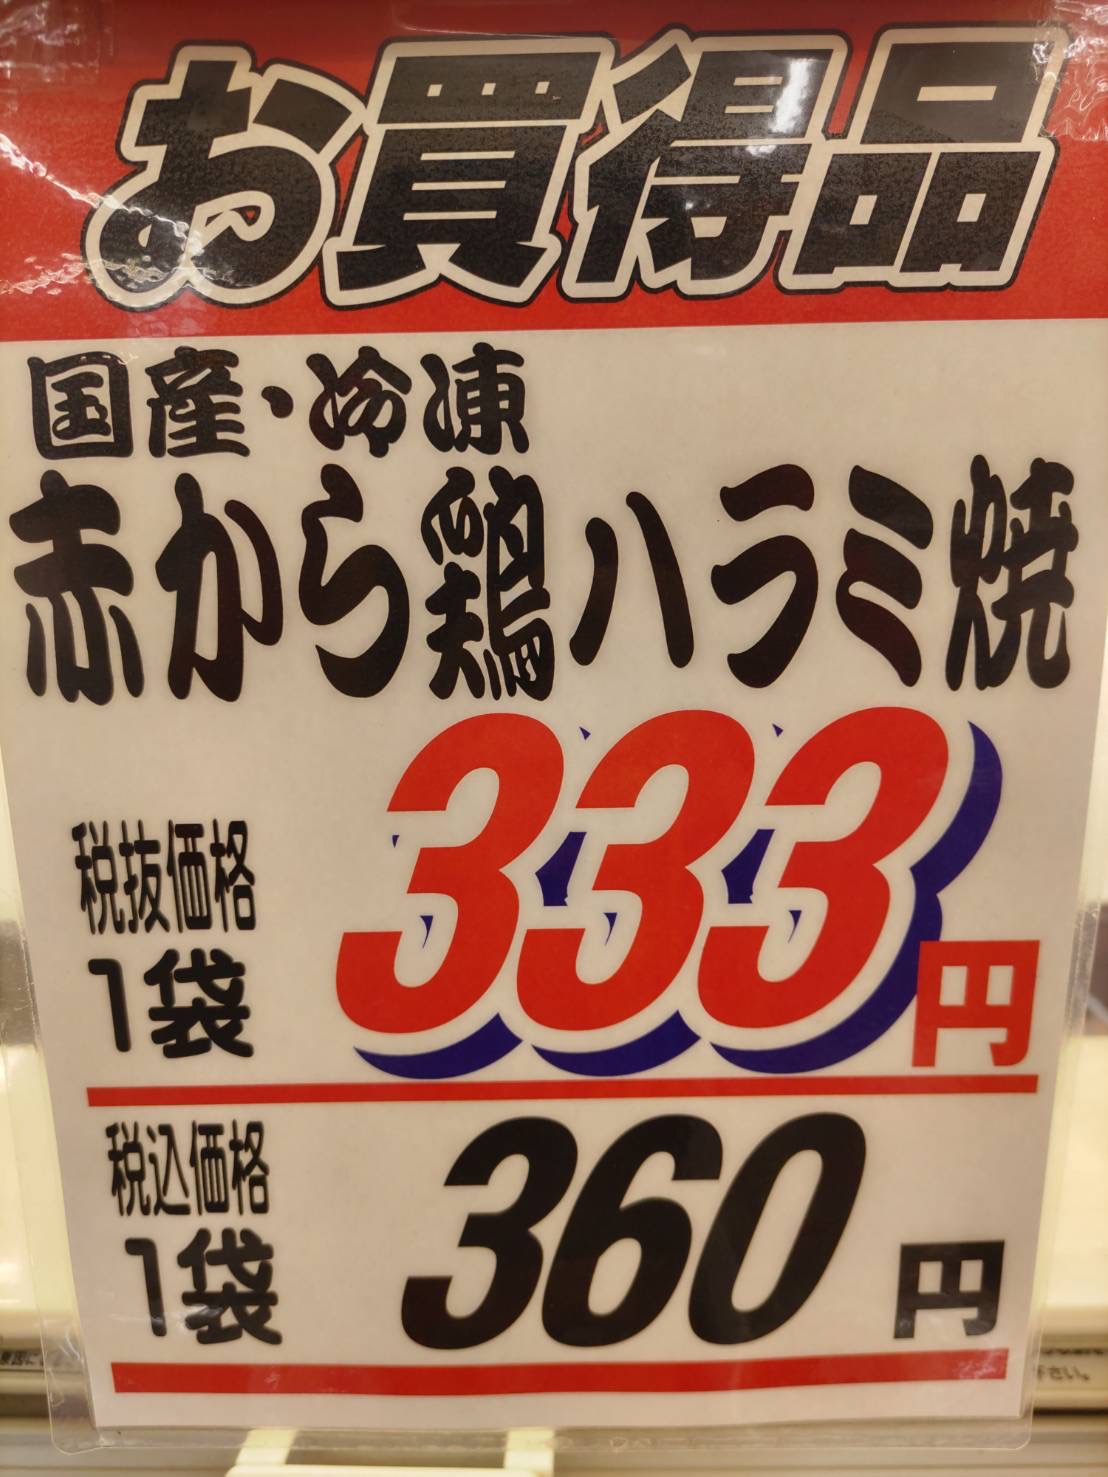 お買得品
国産・冷凍
赤から鶏ハラミ焼
税抜価格
1袋
333円
税込価格
1袋
360円